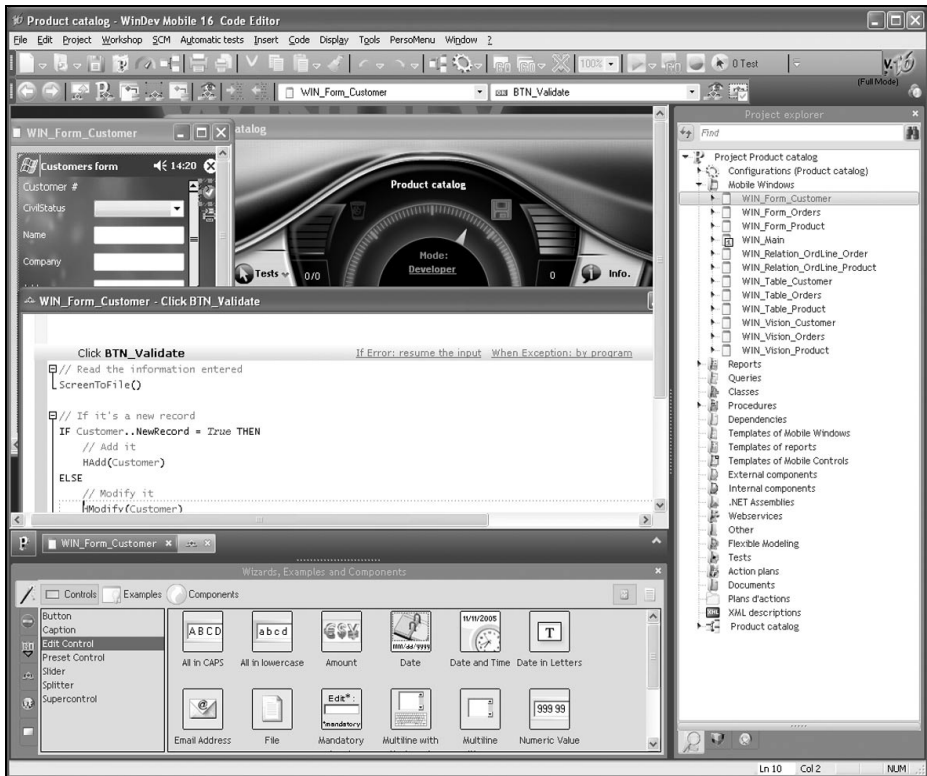 Product catalog - WinDev Mobile 16 Code Editor
File Edit Project Workshop SCM Automatic tests Insert Code Display Tools PersoMenu Window ?
100% 0 Test
(Full Mode)
WIN_Form_Customer BTN_Validate
WIN_Form_Customer
Customers form 14:20
Customer #
CivilStatus
Name
Company
atalog
Product catalog
Mode:
Developer
Tests 0/0 0 Info.
WIN_Form_Customer - Click BTN_Validate
Click BTN_Validate If Error: resume the input When Exception: by program
// Read the information entered
ScreenToFile()
// If it's a new record
IF Customer..NewRecord = True THEN
// Add it
HAdd(Customer)
ELSE
// Modify it
HModify(Customer)
WIN_Form_Customer
Wizards, Examples and Components
Controls Examples Components
Button
Caption
Edit Control
Preset Control
Slider
Splitter
Supercontrol
ABCD abcd 11/11/2005 T
mm/dd/yyyy
All in CAPS All in lowercase Amount Date Date and Time Date in Letters
Edit*:
*mandatory
999 99
Email Address File Mandatory Multiline with Multiline Numeric Value
Project explorer
Find
Project Product catalog
Configurations (Product catalog)
Mobile Windows
WIN_Form_Customer
WIN_Form_Orders
WIN_Form_Product
WIN_Main
WIN_Relation_OrdLine_Order
WIN_Relation_OrdLine_Product
WIN_Table_Customer
WIN_Table_Orders
WIN_Table_Product
WIN_Vision_Customer
WIN_Vision_Orders
WIN_Vision_Product
Reports
Queries
Classes
Procedures
Dependencies
Templates of Mobile Windows
Templates of reports
Templates of Mobile Controls
External components
Internal components
.NET Assemblies
Webservices
Other
Flexible Modeling
Tests
Action plans
Documents
Plans d'actions
XML descriptions
Product catalog
Ln 10 Col 2 NUM